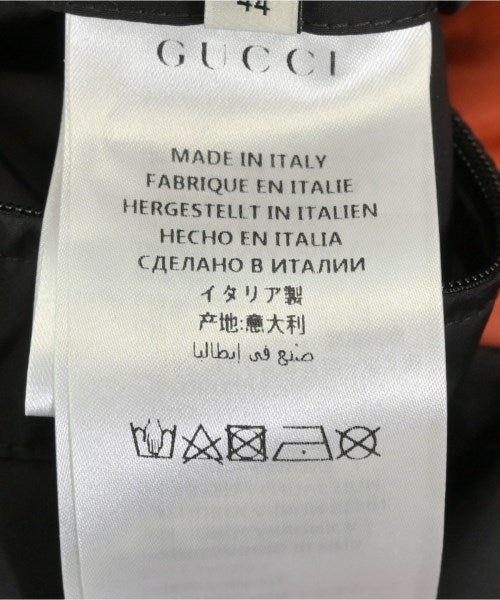 44
GUCCI
MADE IN ITALY
FABRIQUE EN ITALIE
HERGESTELLT IN ITALIEN
HECHO EN ITALIA
СДЕЛАНО В ИТАЛИИ
イタリア製
产地:意大利
صنع في إيطاليا